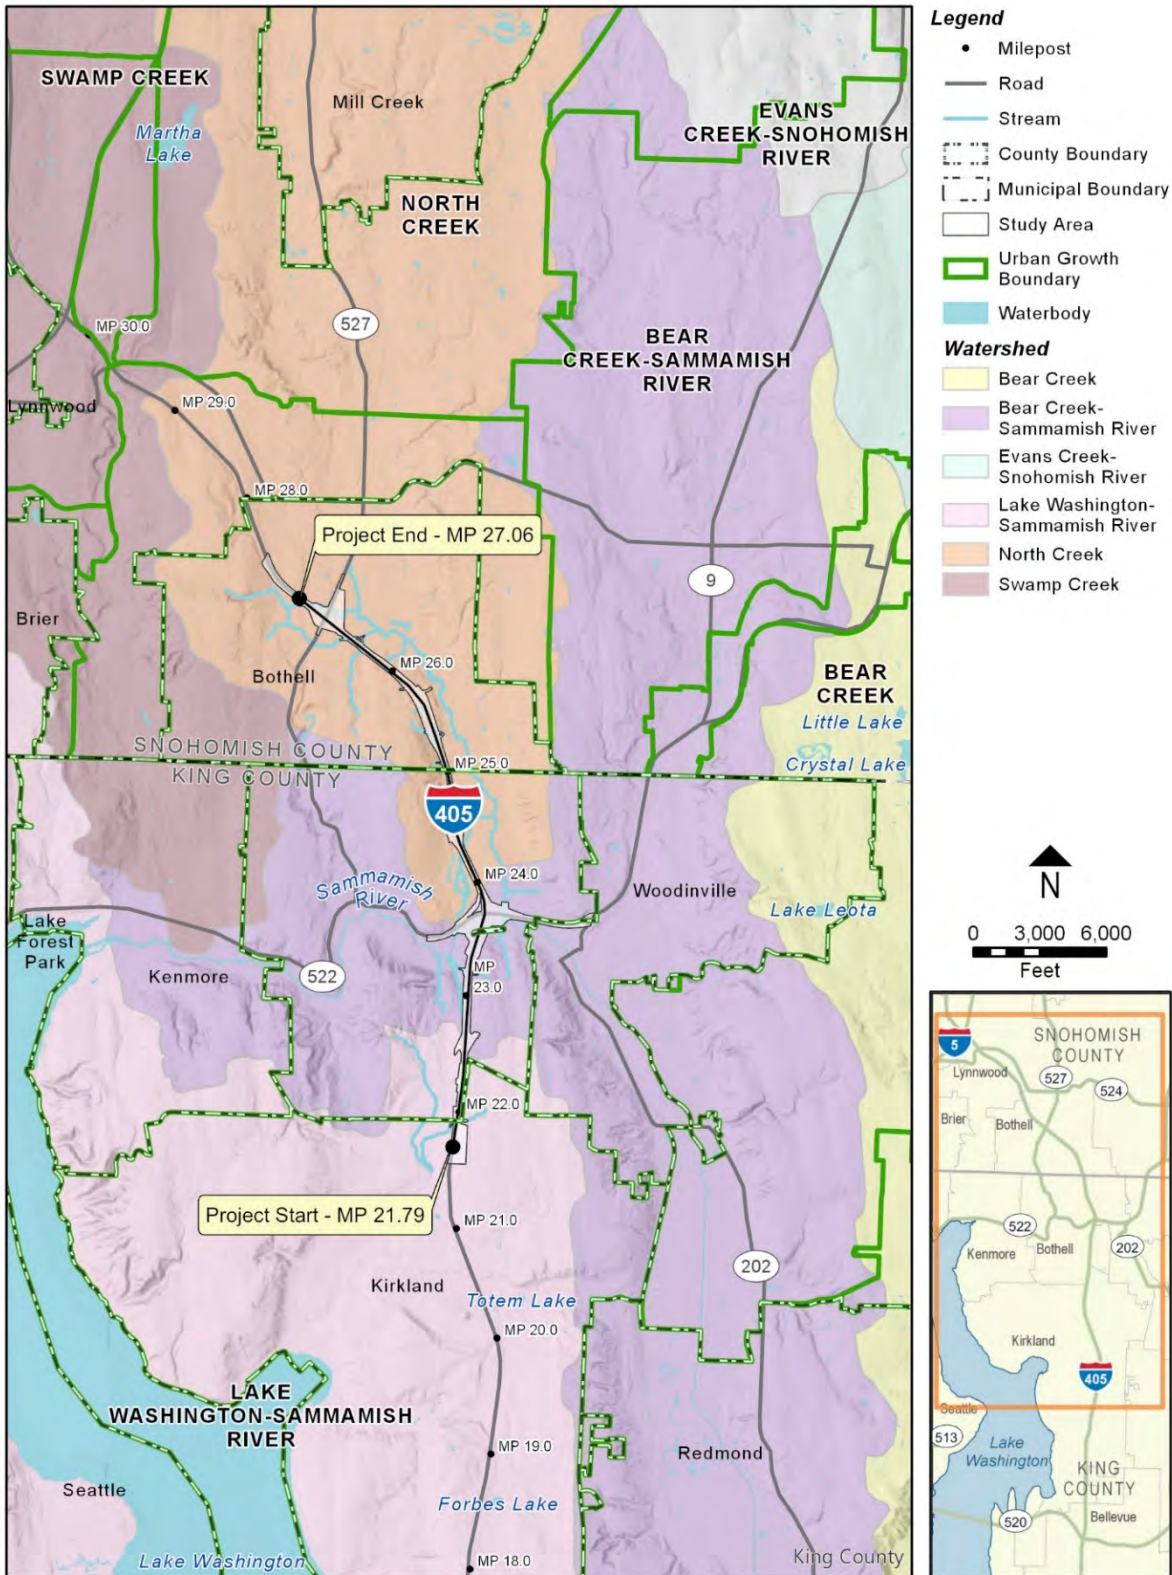 SWAMP CREEK
Martha
Lake
Mill Creek
NORTH
CREEK
EVANS
CREEK-SNOHOMISH
RIVER
527
BEAR
CREEK-SAMMAMISH
RIVER
MP 30.0
Lynnwood
MP 29.0
MP 28.0
Project End - MP 27.06
9
Brier
Bothell
MP 26.0
BEAR
CREEK
Little Lake
Crystal Lake
SNOHOMISH COUNTY
KING COUNTY
MP 25.0
405
MP 24.0
Sammamish
River
Woodinville
Lake Leota
Lake
Forest
Park
Kenmore
522
MP
23.0
MP 22.0
Project Start - MP 21.79
MP 21.0
202
Kirkland
Totem Lake
MP 20.0
LAKE
WASHINGTON-SAMMAMISH
RIVER
MP 19.0
Redmond
Seattle
Forbes Lake
Lake Washington
MP 18.0
King County
Legend
Milepost
Road
Stream
County Boundary
Municipal Boundary
Study Area
Urban Growth
Boundary
Waterbody
Watershed
Bear Creek
Bear Creek-
Sammamish River
Evans Creek-
Snohomish River
Lake Washington-
Sammamish River
North Creek
Swamp Creek
N
0 3,000 6,000
Feet
5
SNOHOMISH
COUNTY
Lynnwood
527
524
Brier
Bothell
522
Kenmore
Bothell
202
Kirkland
405
Seattle
513
Lake
Washington
KING
COUNTY
520
Bellevue